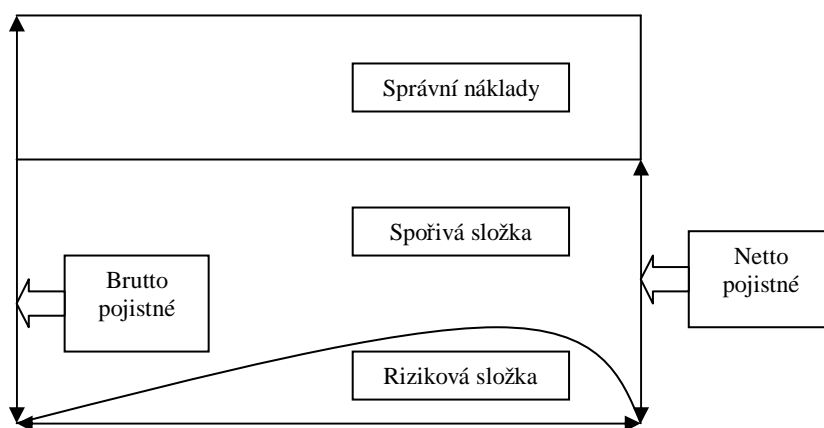 Správní náklady
Spořivá složka
Brutto
pojistné
Netto
pojistné
Riziková složka